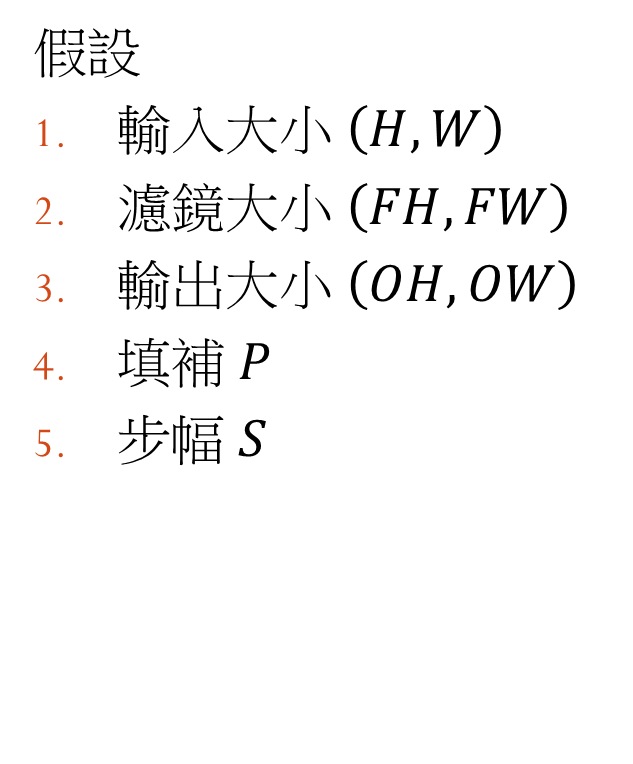 假設
1. 輸入大小 (H,W)
2. 濾鏡大小 (FH,FW)
3. 輸出大小 (OH,OW)
4. 填補 P
5. 步幅 S